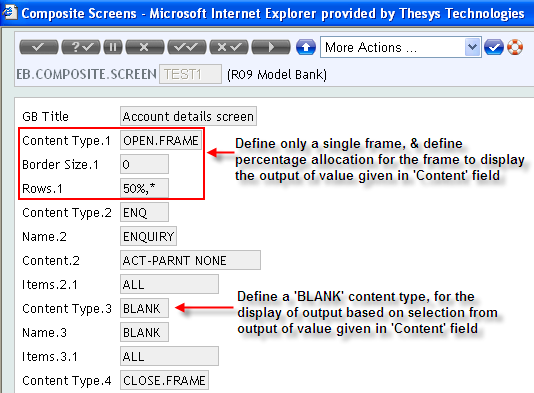 Composite Screens - Microsoft Internet Explorer provided by Thesys Technologies
More Actions ...
EB.COMPOSITE.SCREEN TEST1 (R09 Model Bank)
GB Title Account details screen
Content Type.1 OPEN.FRAME
Border Size.1 0
Rows.1 50%,*
Define only a single frame, & define
percentage allocation for the frame to display
the output of value given in 'Content' field
Content Type.2 ENQ
Name.2 ENQUIRY
Content.2 ACT-PARNT NONE
Items.2.1 ALL
Content Type.3 BLANK
Name.3 BLANK
Items.3.1 ALL
Define a 'BLANK' content type, for the
display of output based on selection from
output of value given in 'Content' field
Content Type.4 CLOSE.FRAME